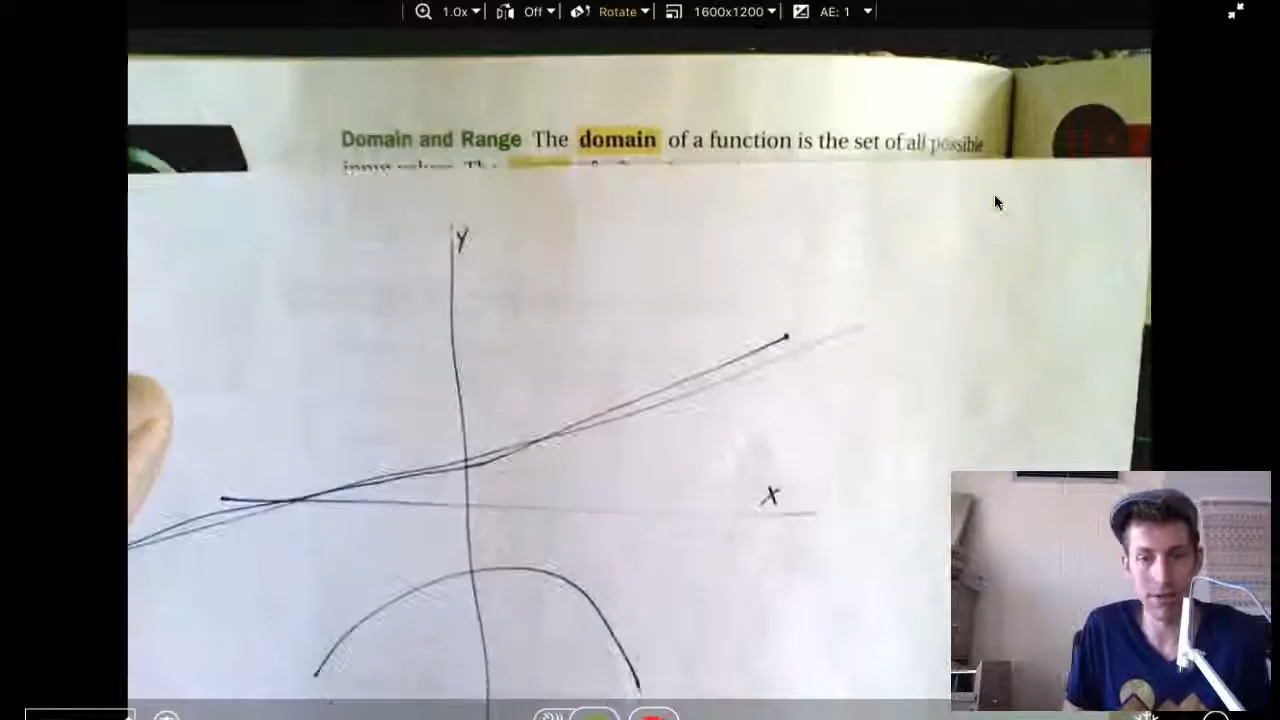 1.0x Off Rotate 1600x1200 AE: 1
Domain and Range The domain of a function is the set of all possible
y
x